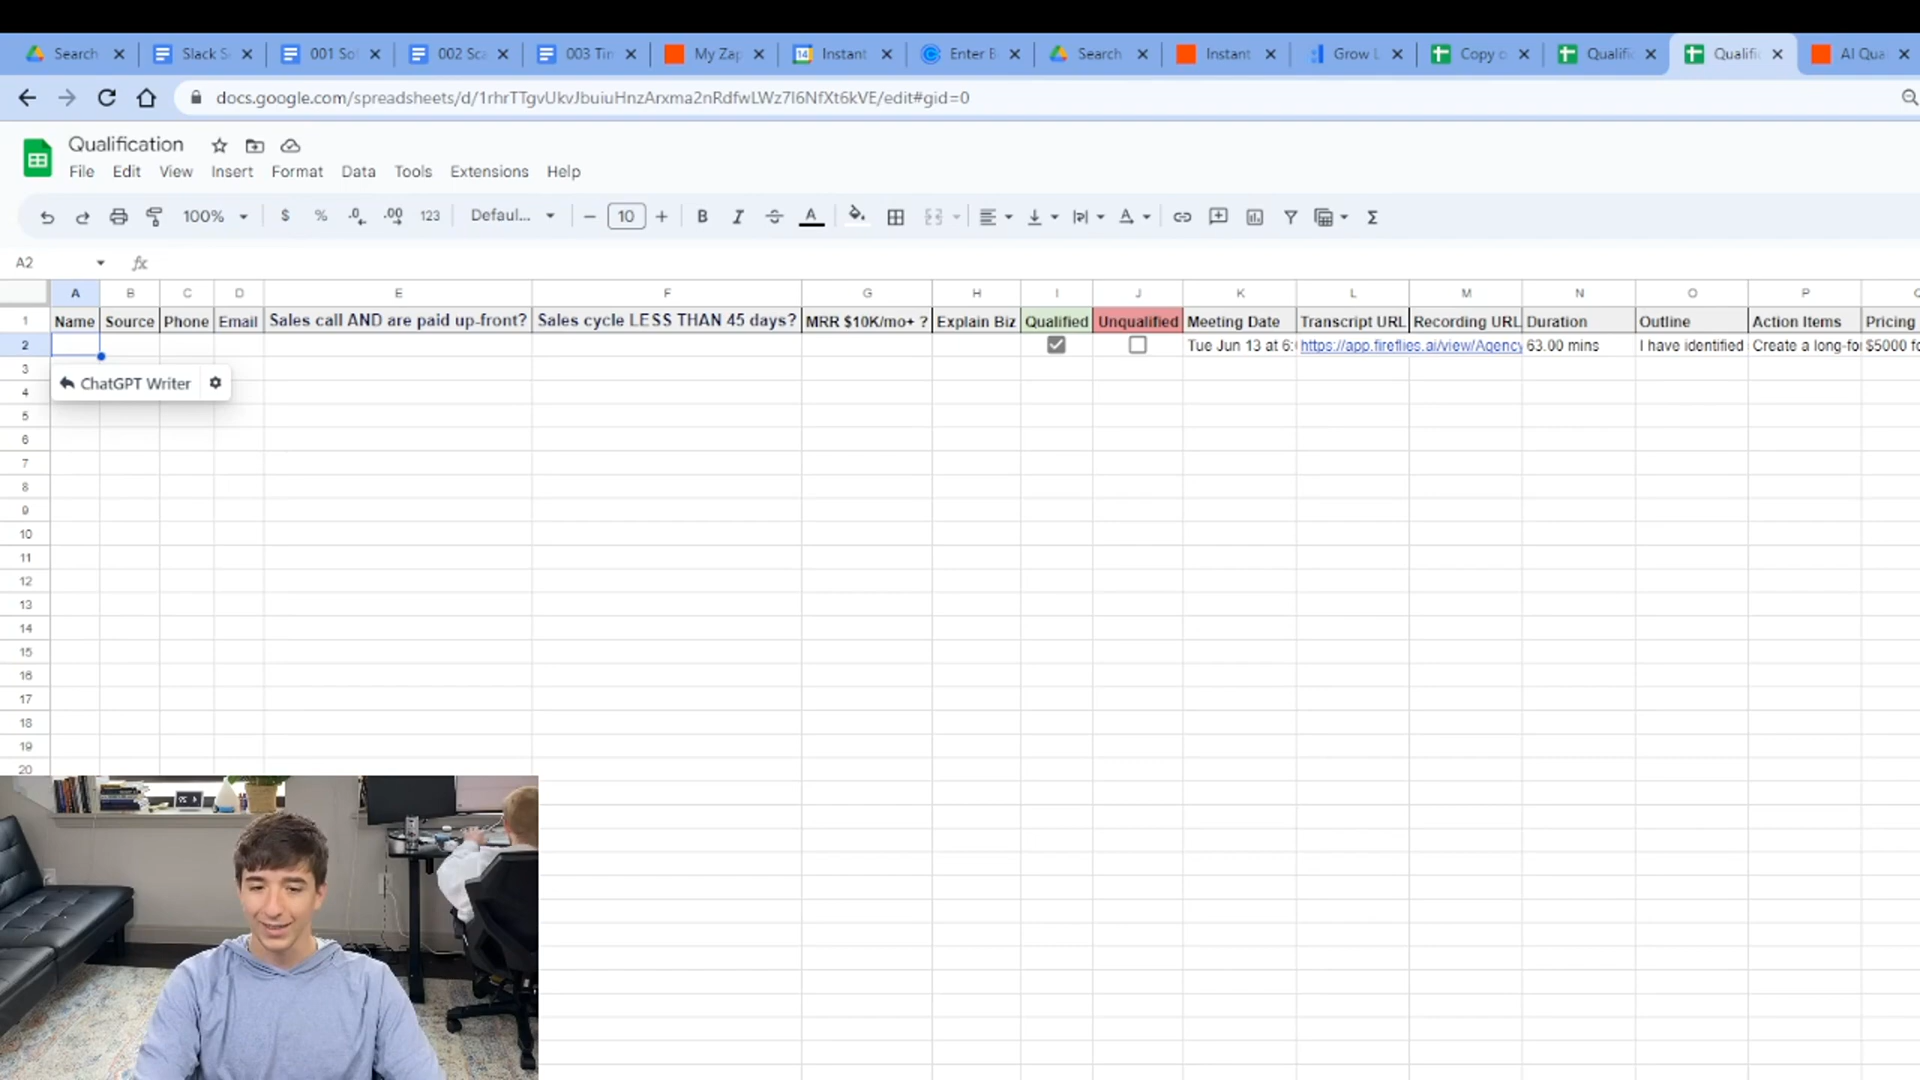 Search
Slack S
001 So
002 Sca
003 Tin
My Zap
Instant
Enter B
Search
Instant
Grow L
Copy o
Qualifi
Qualifi
AI Qua
docs.google.com/spreadsheets/d/1rhrTTgvUkvJbuiuHnzArxma2nRdfwLWz7I6NfXt6kVE/edit#gid=0
Qualification
File Edit View Insert Format Data Tools Extensions Help
100% $ % .0 .00 123 Defaul... − 10 + B I A A Σ
A2 fx
A B C D E F G H I J K L M N O P
1 Name Source Phone Email Sales call AND are paid up-front? Sales cycle LESS THAN 45 days? MRR $10K/mo+ ? Explain Biz Qualified Unqualified Meeting Date Transcript URL Recording URL Duration Outline Action Items Pricing
2 Tue Jun 13 at 6: https://app.fireflies.ai/view/Agency 63.00 mins I have identified Create a long-fo $5000 fo
3
ChatGPT Writer
4
5
6
7
8
9
10
11
12
13
14
15
16
17
18
19
20